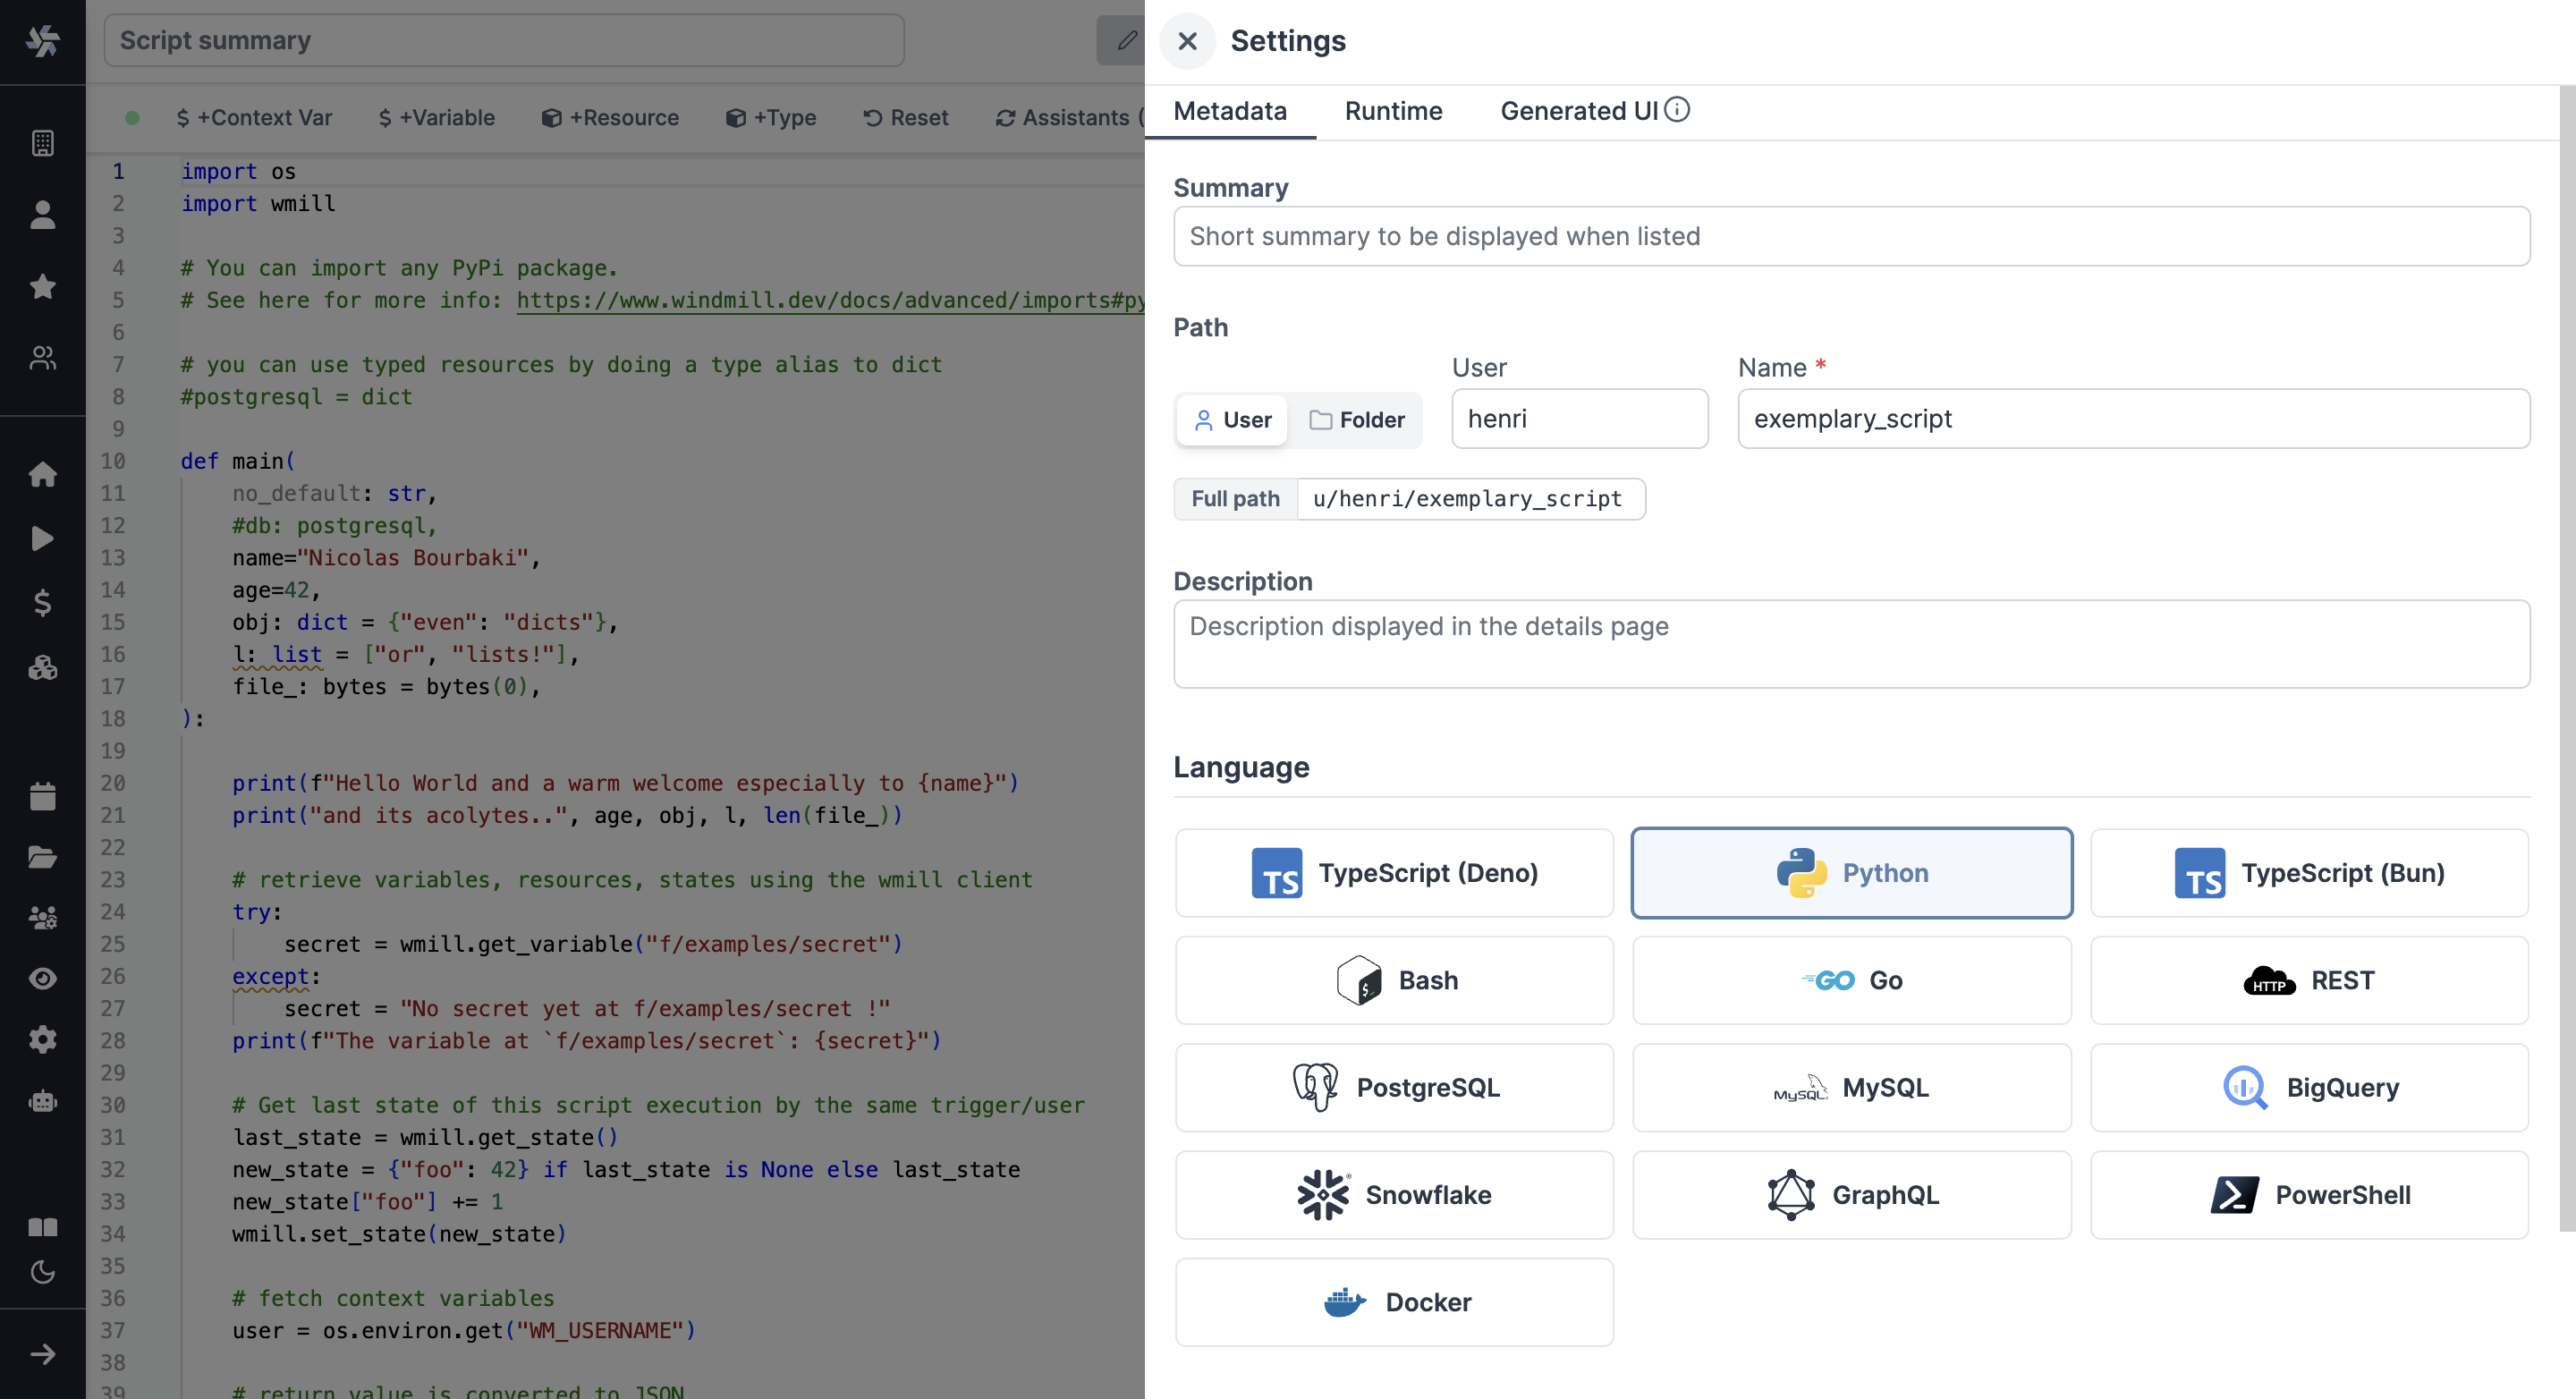 Script summary
$ +Context Var $ +Variable +Resource +Type Reset Assistants (
1 import os
2 import wmill
3
4 # You can import any PyPi package.
5 # See here for more info: https://www.windmill.dev/docs/advanced/imports#py
6
7 # you can use typed resources by doing a type alias to dict
8 #postgresql = dict
9
10 def main(
11 no_default: str,
12 #db: postgresql,
13 name="Nicolas Bourbaki",
14 age=42,
15 obj: dict = {"even": "dicts"},
16 l: list = ["or", "lists!"],
17 file_: bytes = bytes(0),
18 ):
19
20 print(f"Hello World and a warm welcome especially to {name}")
21 print("and its acolytes..", age, obj, l, len(file_))
22
23 # retrieve variables, resources, states using the wmill client
24 try:
25 secret = wmill.get_variable("f/examples/secret")
26 except:
27 secret = "No secret yet at f/examples/secret !"
28 print(f"The variable at `f/examples/secret`: {secret}")
29
30 # Get last state of this script execution by the same trigger/user
31 last_state = wmill.get_state()
32 new_state = {"foo": 42} if last_state is None else last_state
33 new_state["foo"] += 1
34 wmill.set_state(new_state)
35
36 # fetch context variables
37 user = os.environ.get("WM_USERNAME")
38
39 # return value is converted to JSON
Settings
Metadata Runtime Generated UI
Summary
Short summary to be displayed when listed
Path
User Name *
User Folder henri exemplary_script
Full path u/henri/exemplary_script
Description
Description displayed in the details page
Language
TS TypeScript (Deno) Python TS TypeScript (Bun)
$ Bash GO Go HTTP REST
PostgreSQL MySQL MySQL BigQuery
Snowflake GraphQL PowerShell
Docker